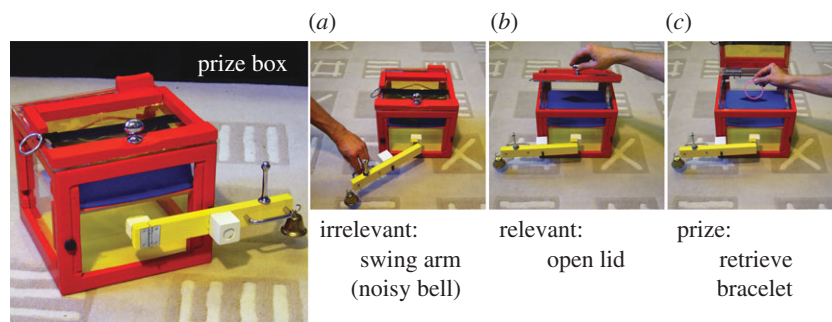 prize box
(a)
(b)
(c)
irrelevant:
swing arm
(noisy bell)
relevant:
open lid
prize:
retrieve
bracelet